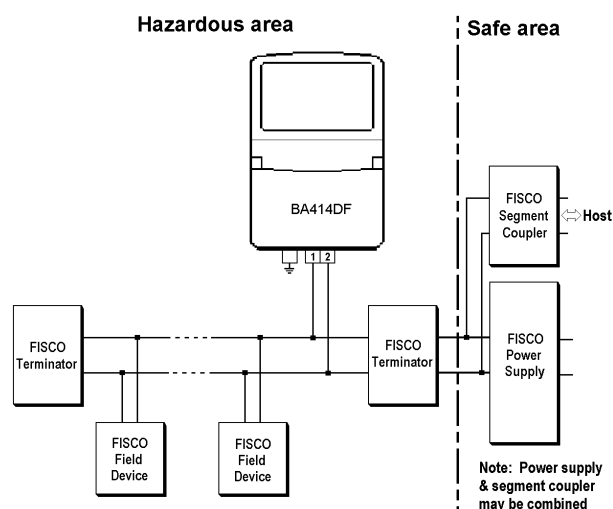 Hazardous area
Safe area
BA414DF
1 2
FISCO
Segment
Coupler
Host
FISCO
Terminator
FISCO
Terminator
FISCO
Power
Supply
FISCO
Field
Device
FISCO
Field
Device
Note: Power supply
& segment coupler
may be combined